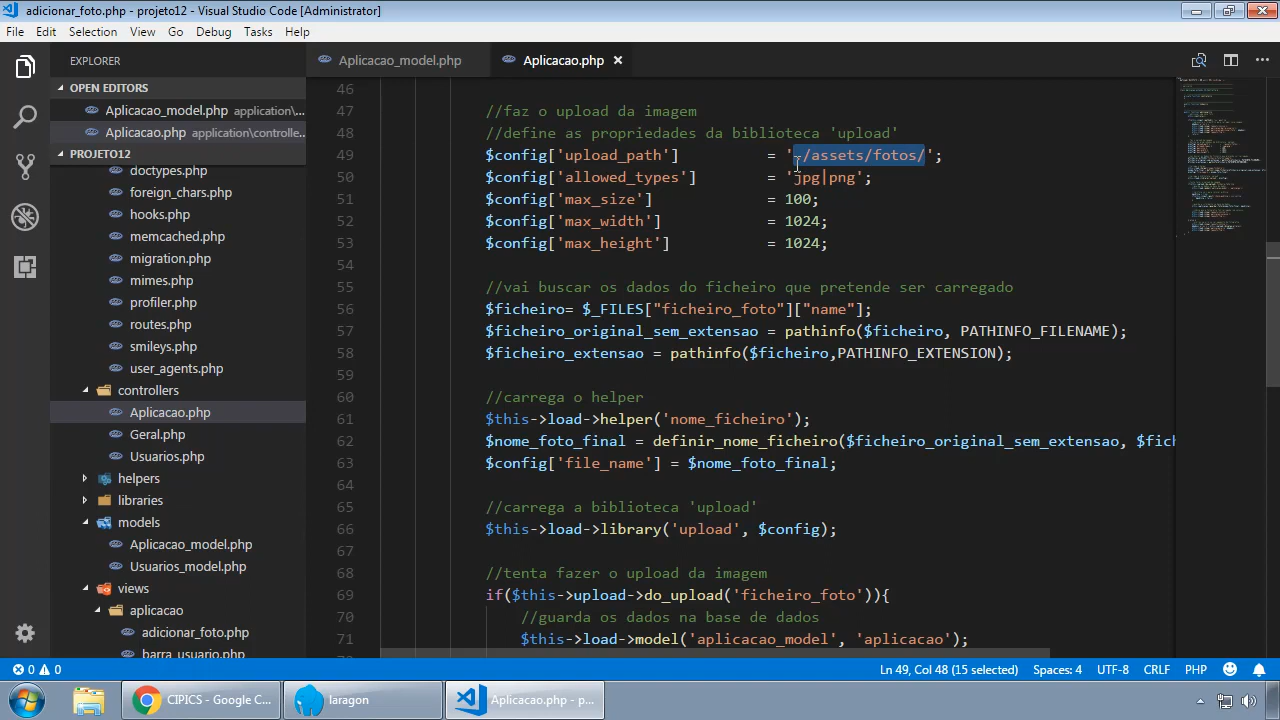 adicionar_foto.php - projeto12 - Visual Studio Code [Administrator]
File Edit Selection View Go Debug Tasks Help
EXPLORER
OPEN EDITORS
Aplicacao_model.php application\...
Aplicacao.php application\controlle...
PROJETO12
doctypes.php
foreign_chars.php
hooks.php
memcached.php
migration.php
mimes.php
profiler.php
routes.php
smileys.php
user_agents.php
controllers
Aplicacao.php
Geral.php
Usuarios.php
helpers
libraries
models
Aplicacao_model.php
Usuarios_model.php
views
aplicacao
adicionar_foto.php
barra_usuario.php
Aplicacao_model.php
Aplicacao.php
46
47 //faz o upload da imagem
48 //define as propriedades da biblioteca 'upload'
49 $config['upload_path'] = './assets/fotos/';
50 $config['allowed_types'] = 'jpg|png';
51 $config['max_size'] = 100;
52 $config['max_width'] = 1024;
53 $config['max_height'] = 1024;
54
55 //vai buscar os dados do ficheiro que pretende ser carregado
56 $ficheiro= $_FILES["ficheiro_foto"]["name"];
57 $ficheiro_original_sem_extensao = pathinfo($ficheiro, PATHINFO_FILENAME);
58 $ficheiro_extensao = pathinfo($ficheiro,PATHINFO_EXTENSION);
59
60 //carrega o helper
61 $this->load->helper('nome_ficheiro');
62 $nome_foto_final = definir_nome_ficheiro($ficheiro_original_sem_extensao, $fich
63 $config['file_name'] = $nome_foto_final;
64
65 //carrega a biblioteca 'upload'
66 $this->load->library('upload', $config);
67
68 //tenta fazer o upload da imagem
69 if($this->upload->do_upload('ficheiro_foto')){
70 //guarda os dados na base de dados
71 $this->load->model('aplicacao_model', 'aplicacao');
0 0
Ln 49, Col 48 (15 selected) Spaces: 4 UTF-8 CRLF PHP
CIPICS - Google C...
laragon
Aplicacao.php - p...